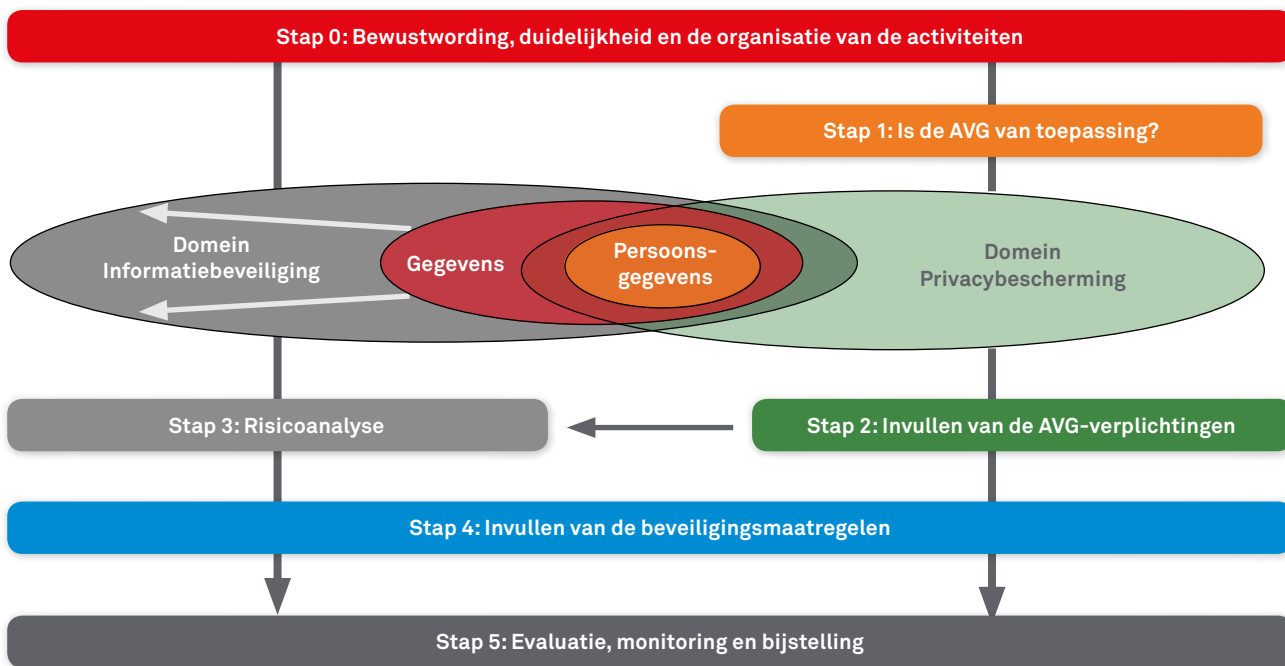 Stap 0: Bewustwording, duidelijkheid en de organisatie van de activiteiten
Stap 1: Is de AVG van toepassing?
Domein
Informatiebeveiliging
Gegevens
Persoons-
gegevens
Domein
Privacybescherming
Stap 3: Risicoanalyse
Stap 2: Invullen van de AVG-verplichtingen
Stap 4: Invullen van de beveiligingsmaatregelen
Stap 5: Evaluatie, monitoring en bijstelling